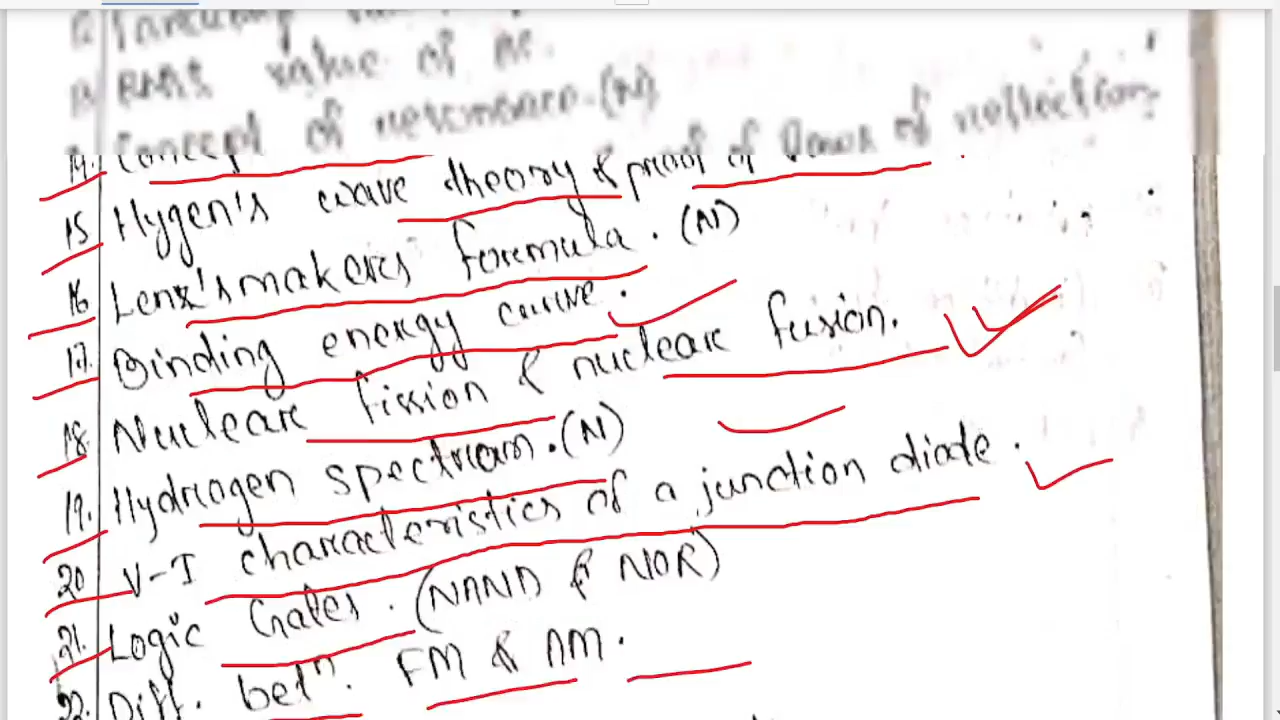 RMS value of AC.
14. Concept of resonance. (N)
15 Hygen's wave theory & proof of laws of reflection
16 Lenz's makers formula. (N)
17. Binding energy curve.
18. Nuclear fission & nuclear fusion.
19. Hydrogen spectrum. (N)
20 V-I characteristics of a junction diode.
21. Logic Gates. (NAND & NOR)
22. Diff. betn. FM & AM.